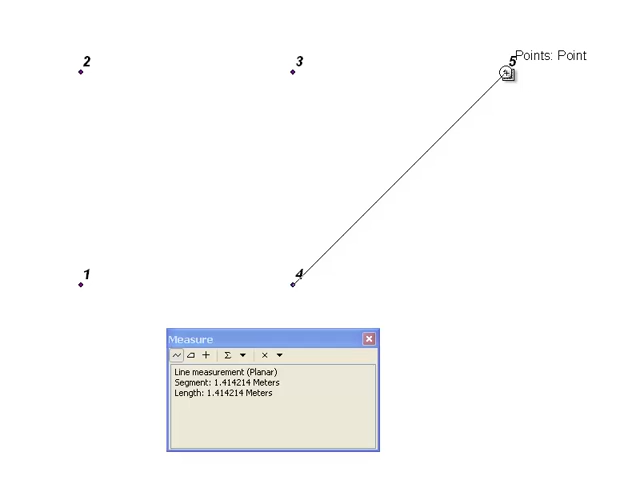 Points: Point
2
3
5
1
4
Measure
Line measurement (Planar)
Segment: 1.414214 Meters
Length: 1.414214 Meters